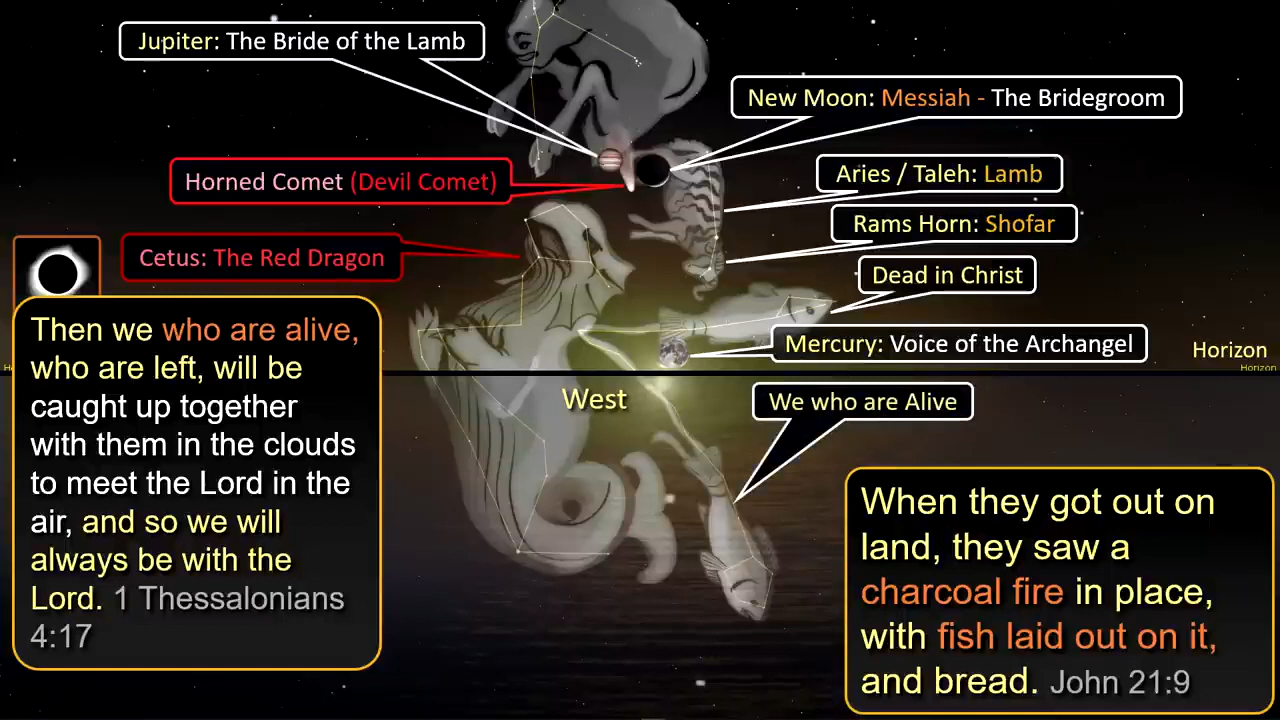 Jupiter: The Bride of the Lamb
New Moon: Messiah - The Bridegroom
Horned Comet (Devil Comet)
Aries / Taleh: Lamb
Rams Horn: Shofar
Cetus: The Red Dragon
Dead in Christ
Mercury: Voice of the Archangel
Horizon
Horizon
West
We who are Alive
Then we who are alive,
who are left, will be
caught up together
with them in the clouds
to meet the Lord in the
air, and so we will
always be with the
Lord. 1 Thessalonians
4:17
When they got out on
land, they saw a
charcoal fire in place,
with fish laid out on it,
and bread. John 21:9